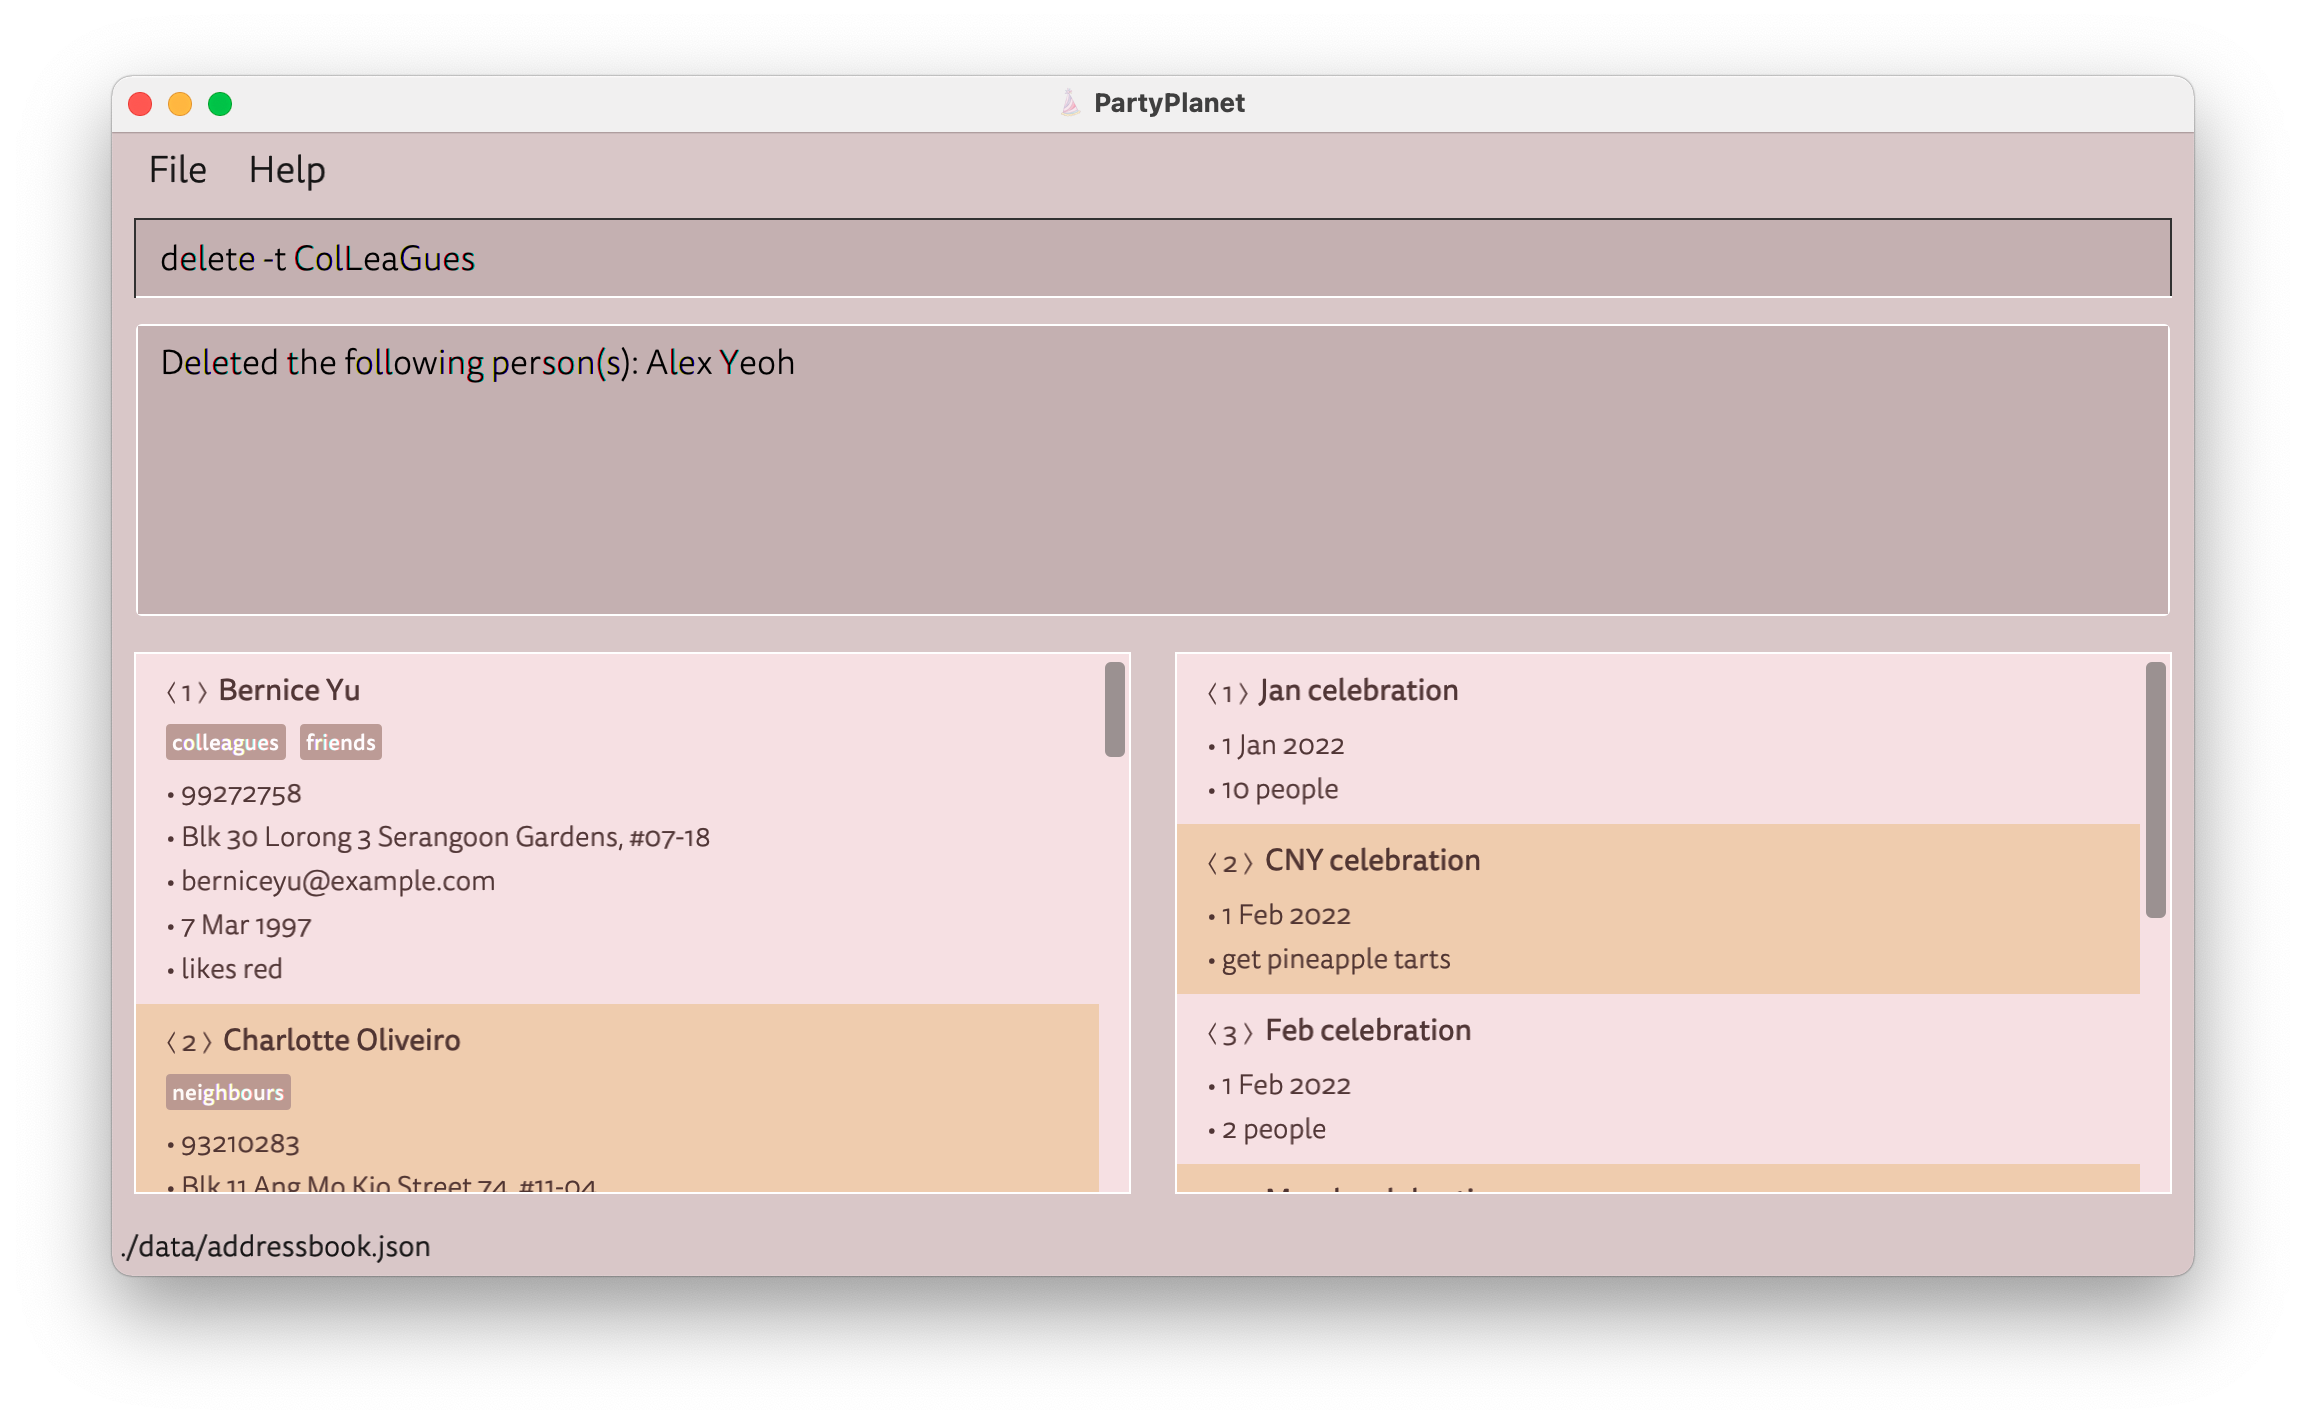 PartyPlanet
File Help
delete -t ColLeaGues
Deleted the following person(s): Alex Yeoh
⟨1⟩ Bernice Yu
colleagues friends
• 99272758
• Blk 30 Lorong 3 Serangoon Gardens, #07-18
• berniceyu@example.com
• 7 Mar 1997
• likes red
⟨2⟩ Charlotte Oliveiro
neighbours
• 93210283
• Blk 11 Ang Mo Kio Street 74, #11-04
⟨1⟩ Jan celebration
• 1 Jan 2022
• 10 people
⟨2⟩ CNY celebration
• 1 Feb 2022
• get pineapple tarts
⟨3⟩ Feb celebration
• 1 Feb 2022
• 2 people
./data/addressbook.json